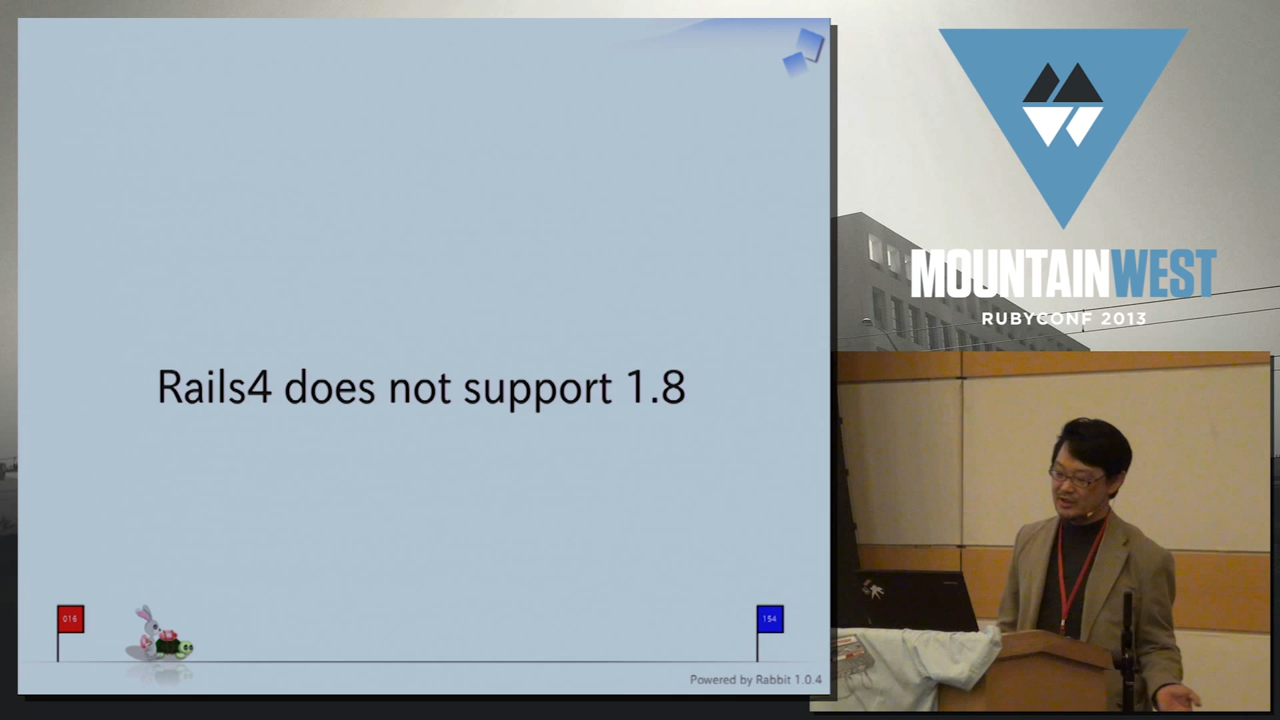 Rails4 does not support 1.8
016
154
Powered by Rabbit 1.0.4
MOUNTAINWEST
RUBYCONF 2013